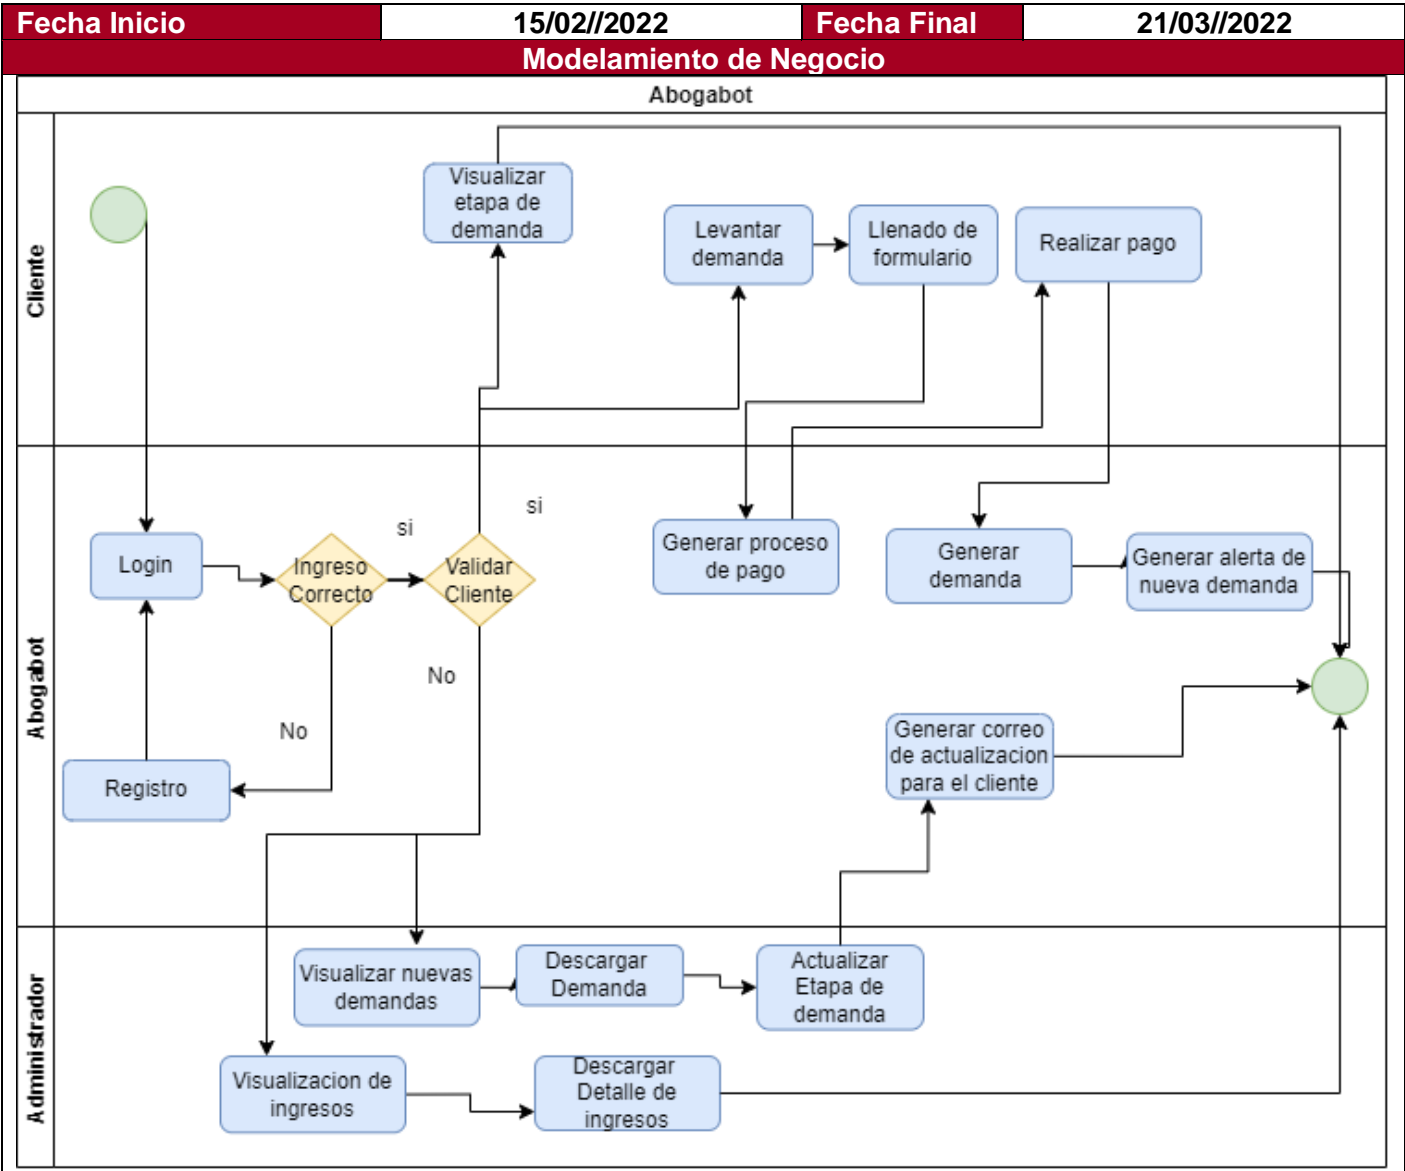 Fecha Inicio
15/02//2022
Fecha Final
21/03//2022
Modelamiento de Negocio
Abogabot
Cliente
Visualizar
etapa de
demanda
Levantar
demanda
Llenado de
formulario
Realizar pago
Abogabot
Login
Ingreso
Correcto
si
Validar
Cliente
si
Generar proceso
de pago
Generar
demanda
Generar alerta de
nueva demanda
No
No
Registro
Generar correo
de actualizacion
para el cliente
Administrador
Visualizar nuevas
demandas
Descargar
Demanda
Actualizar
Etapa de
demanda
Visualizacion de
ingresos
Descargar
Detalle de
ingresos